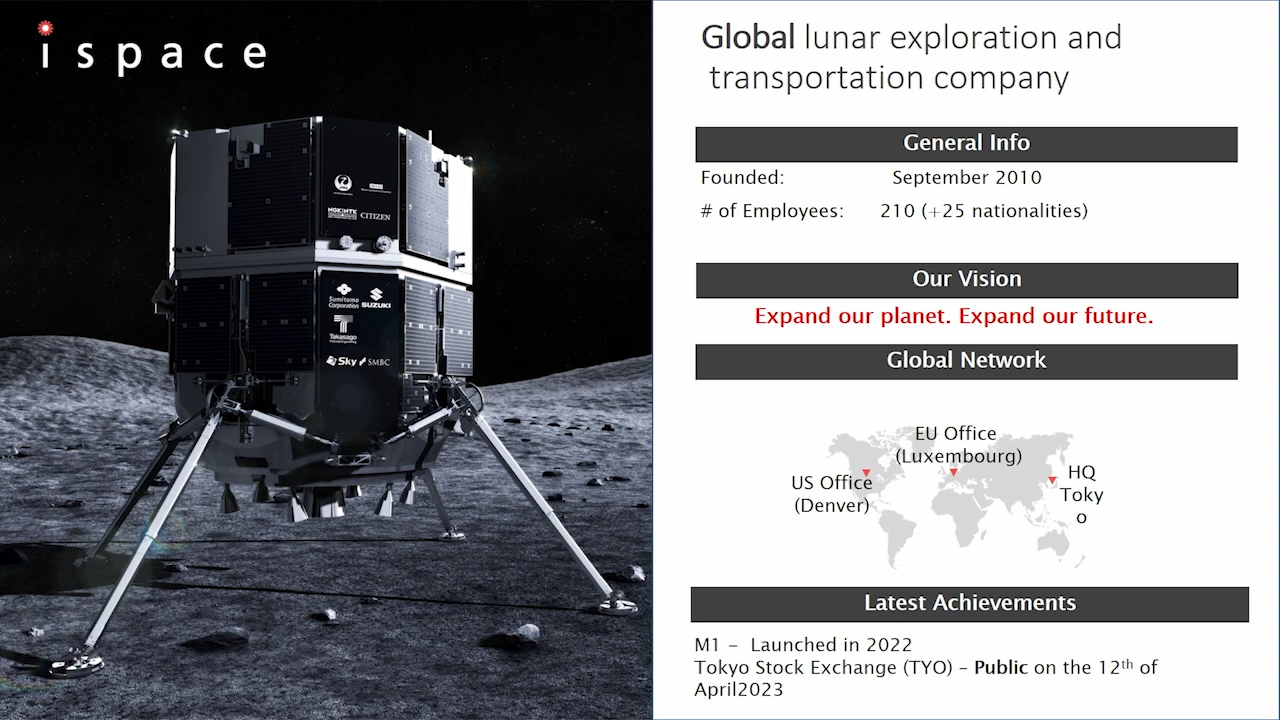 ispace
JAL
NGK NTK
CITIZEN
Sumitomo
Corporation
SUZUKI
Takasago
Sky
SMBC
Global lunar exploration and
transportation company
General Info
Founded: September 2010
# of Employees: 210 (+25 nationalities)
Our Vision
Expand our planet. Expand our future.
Global Network
EU Office
(Luxembourg)
US Office
(Denver)
HQ
Toky
o
Latest Achievements
M1 – Launched in 2022
Tokyo Stock Exchange (TYO) – Public on the 12th of
April2023